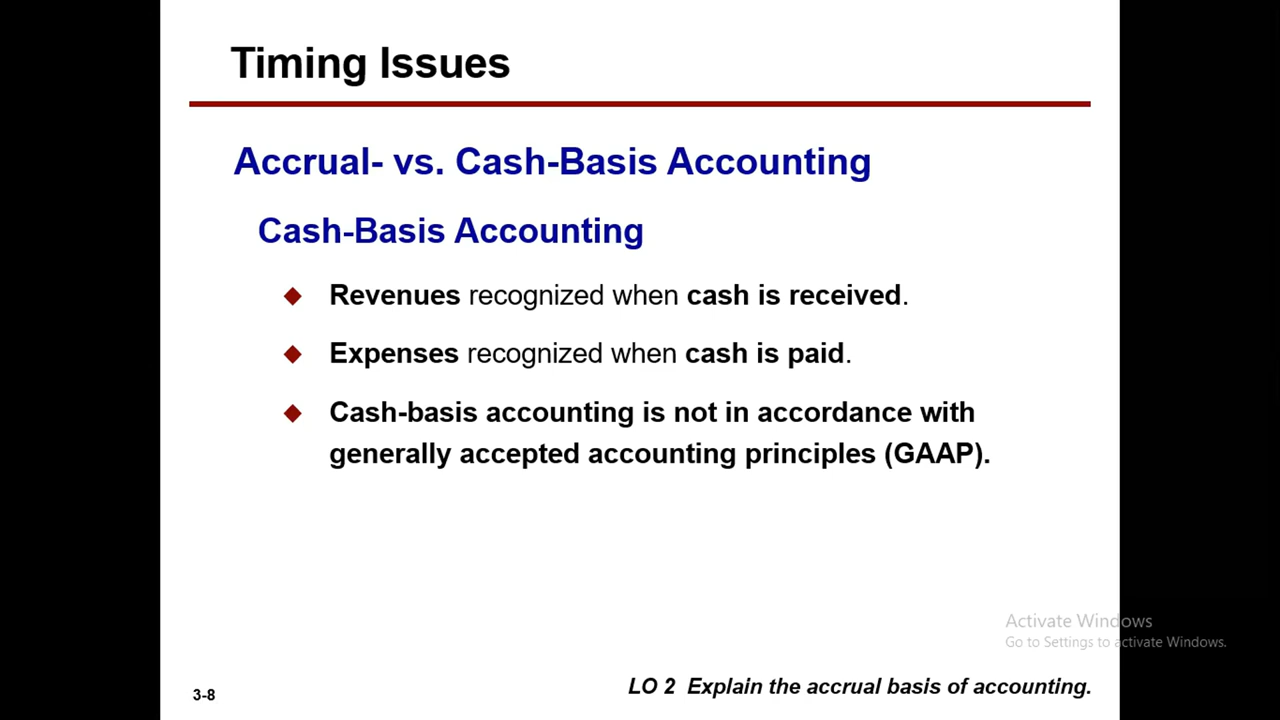 Timing Issues
Accrual- vs. Cash-Basis Accounting
Cash-Basis Accounting
Revenues recognized when cash is received.
Expenses recognized when cash is paid.
Cash-basis accounting is not in accordance with
generally accepted accounting principles (GAAP).
Activate Windows
Go to Settings to activate Windows.
3-8
LO 2 Explain the accrual basis of accounting.